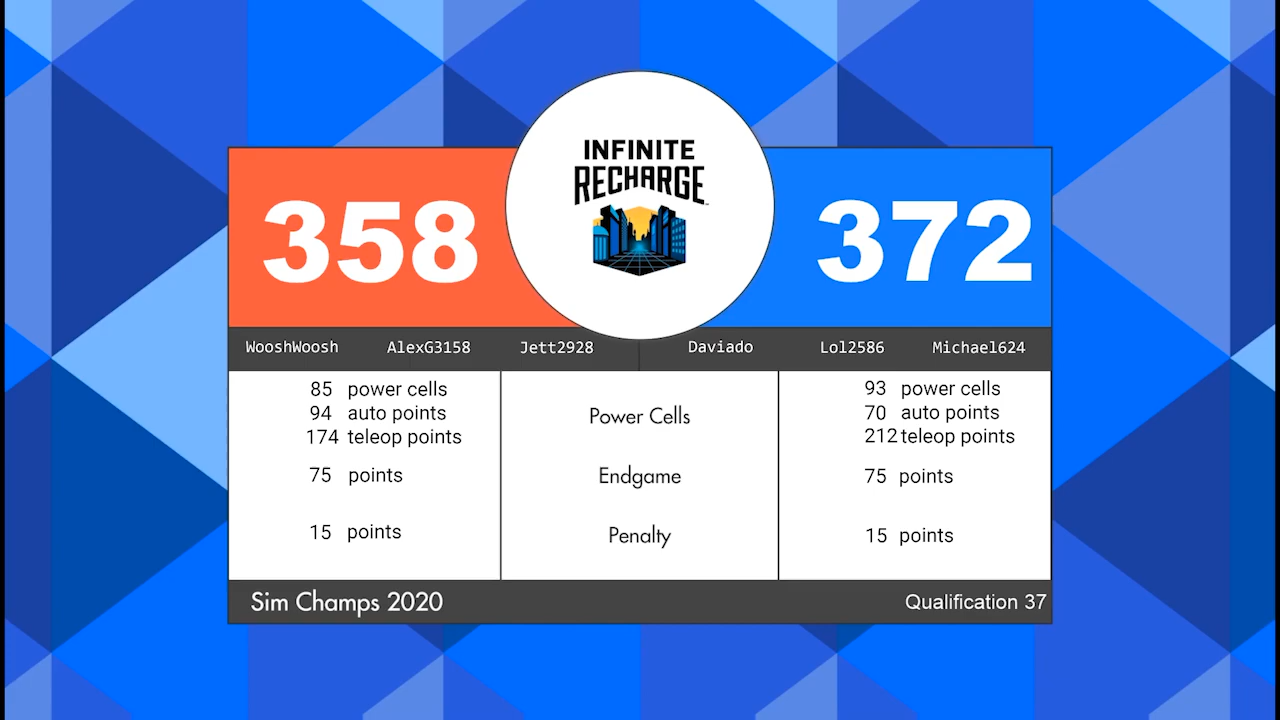 INFINITE
RECHARGE
358
372
WooshWoosh AlexG3158 Jett2928 Daviado Lol2586 Michael624
85 power cells
94 auto points
174 teleop points
Power Cells
93 power cells
70 auto points
212 teleop points
75 points Endgame 75 points
15 points Penalty 15 points
Sim Champs 2020 Qualification 37